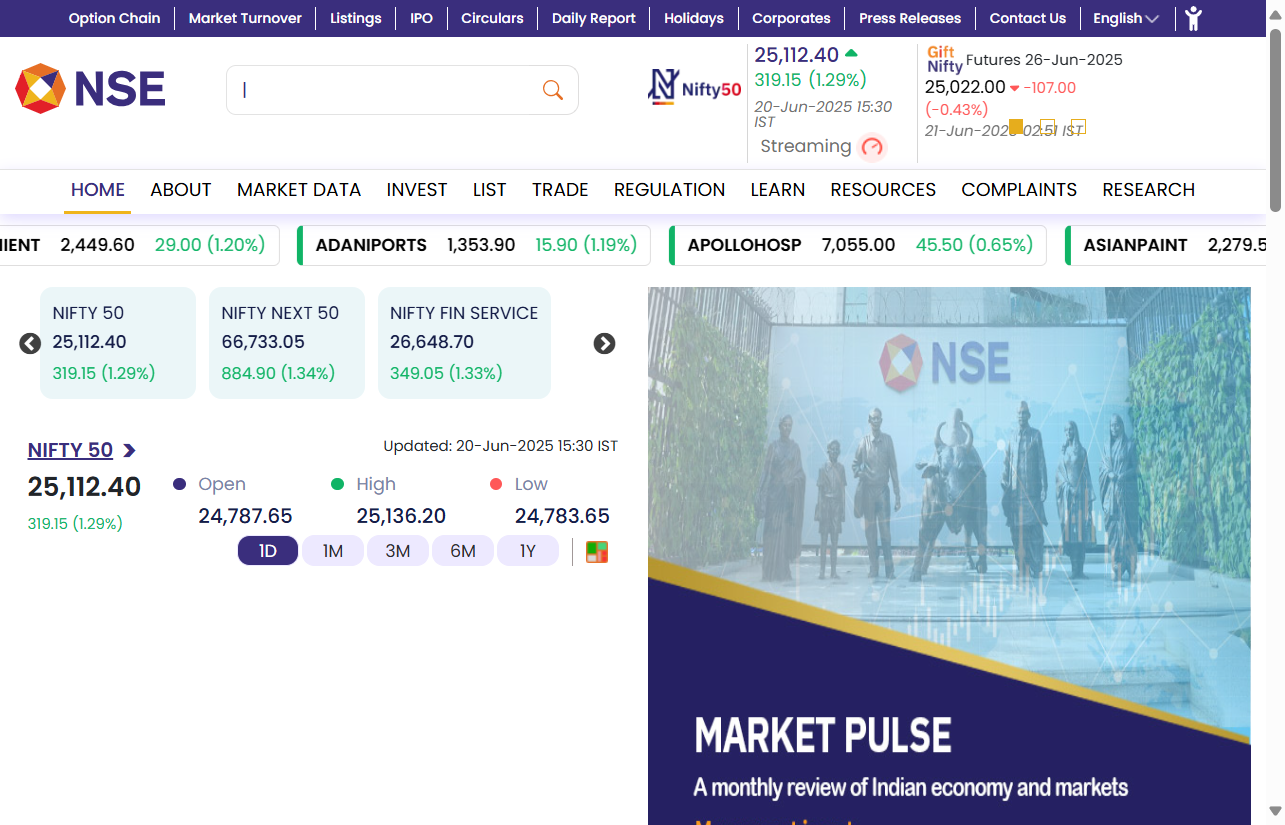 Option Chain
Market Turnover
Listings
IPO
Circulars
Daily Report
Holidays
Corporates
Press Releases
Contact Us
English
NSE
Nifty50
25,112.40
319.15 (1.29%)
20-Jun-2025 15:30
IST
Streaming
Gift
Nifty
Futures 26-Jun-2025
25,022.00 -107.00
(-0.43%)
21-Jun-2025 02:51 IST
HOME
ABOUT
MARKET DATA
INVEST
LIST
TRADE
REGULATION
LEARN
RESOURCES
COMPLAINTS
RESEARCH
2,449.60 29.00 (1.20%)
ADANIPORTS 1,353.90 15.90 (1.19%)
APOLLOHOSP 7,055.00 45.50 (0.65%)
ASIANPAINT 2,279.5
NIFTY 50
25,112.40
319.15 (1.29%)
NIFTY NEXT 50
66,733.05
884.90 (1.34%)
NIFTY FIN SERVICE
26,648.70
349.05 (1.33%)
NIFTY 50
Updated: 20-Jun-2025 15:30 IST
25,112.40
319.15 (1.29%)
Open
24,787.65
High
25,136.20
Low
24,783.65
1D
1M
3M
6M
1Y
NSE
MARKET PULSE
A monthly review of Indian economy and markets